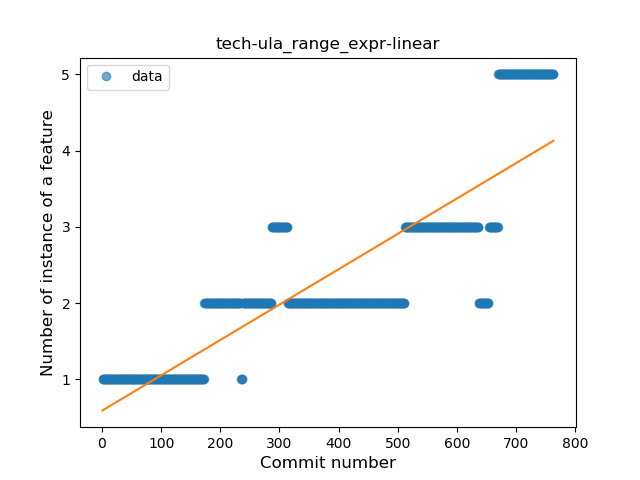 tech-ula_range_expr-linear
data
Number of instance of a feature
5
4
3
2
1
0 100 200 300 400 500 600 700 800
Commit number